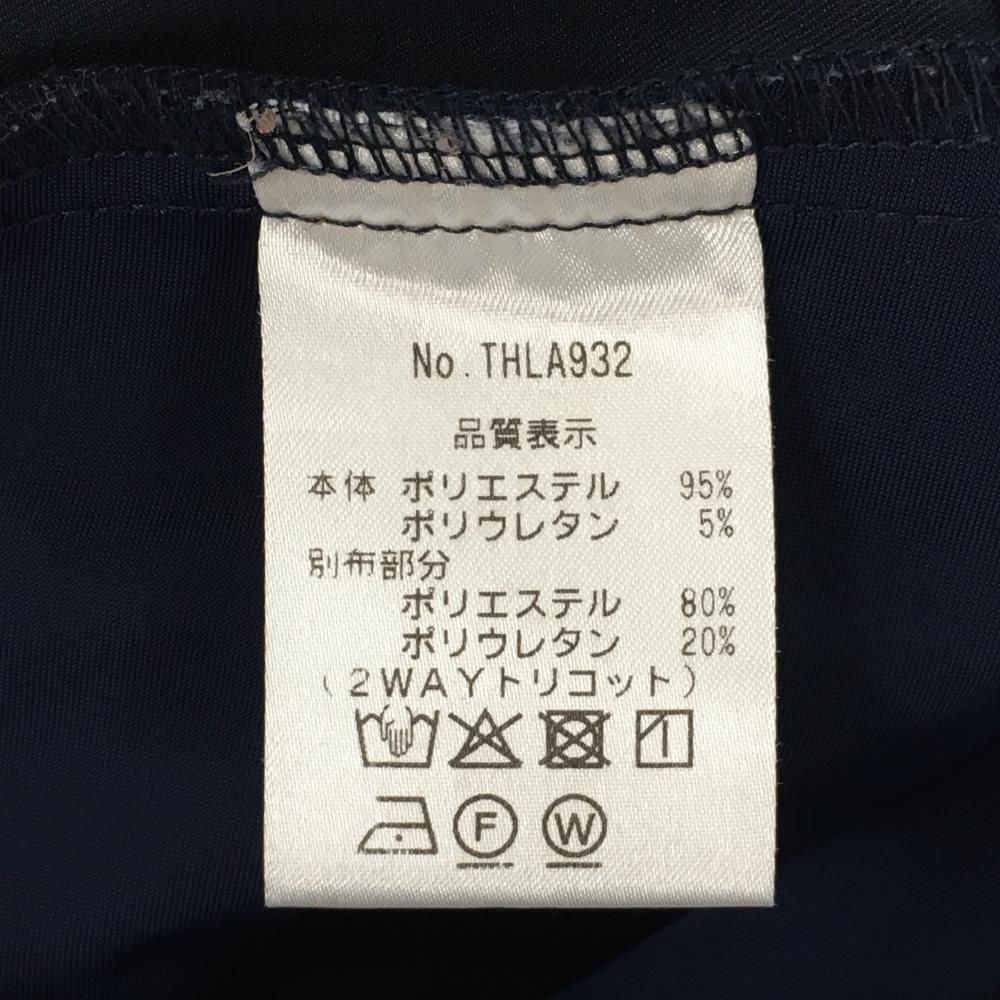 No.THLA932
品質表示
本体 ポリエステル 95%
ポリウレタン 5%
別布部分
ポリエステル 80%
ポリウレタン 20%
(2WAYトリコット)
F W